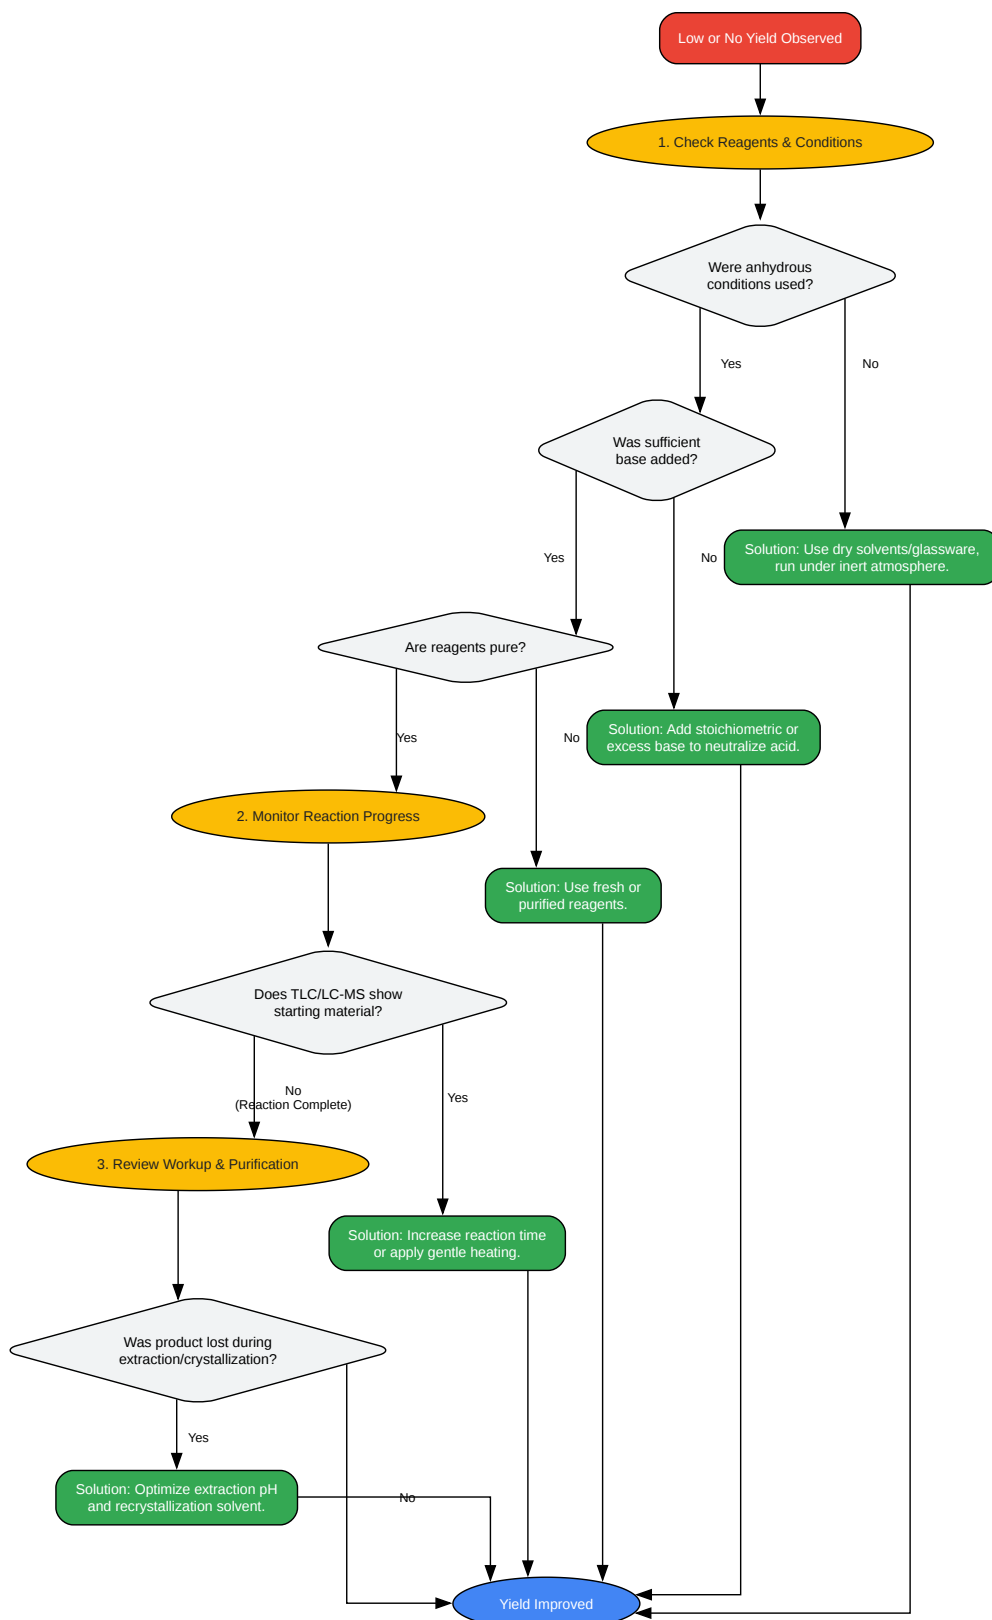 Low or No Yield Observed
1. Check Reagents & Conditions
Were anhydrous
conditions used?
Yes
No
Was sufficient
base added?
Yes
No
Solution: Use dry solvents/glassware,
run under inert atmosphere.
Are reagents pure?
Yes
No
Solution: Add stoichiometric or
excess base to neutralize acid.
2. Monitor Reaction Progress
Solution: Use fresh or
purified reagents.
Does TLC/LC-MS show
starting material?
No
(Reaction Complete)
Yes
3. Review Workup & Purification
Solution: Increase reaction time
or apply gentle heating.
Was product lost during
extraction/crystallization?
Yes
Solution: Optimize extraction pH
and recrystallization solvent.
No
Yield Improved